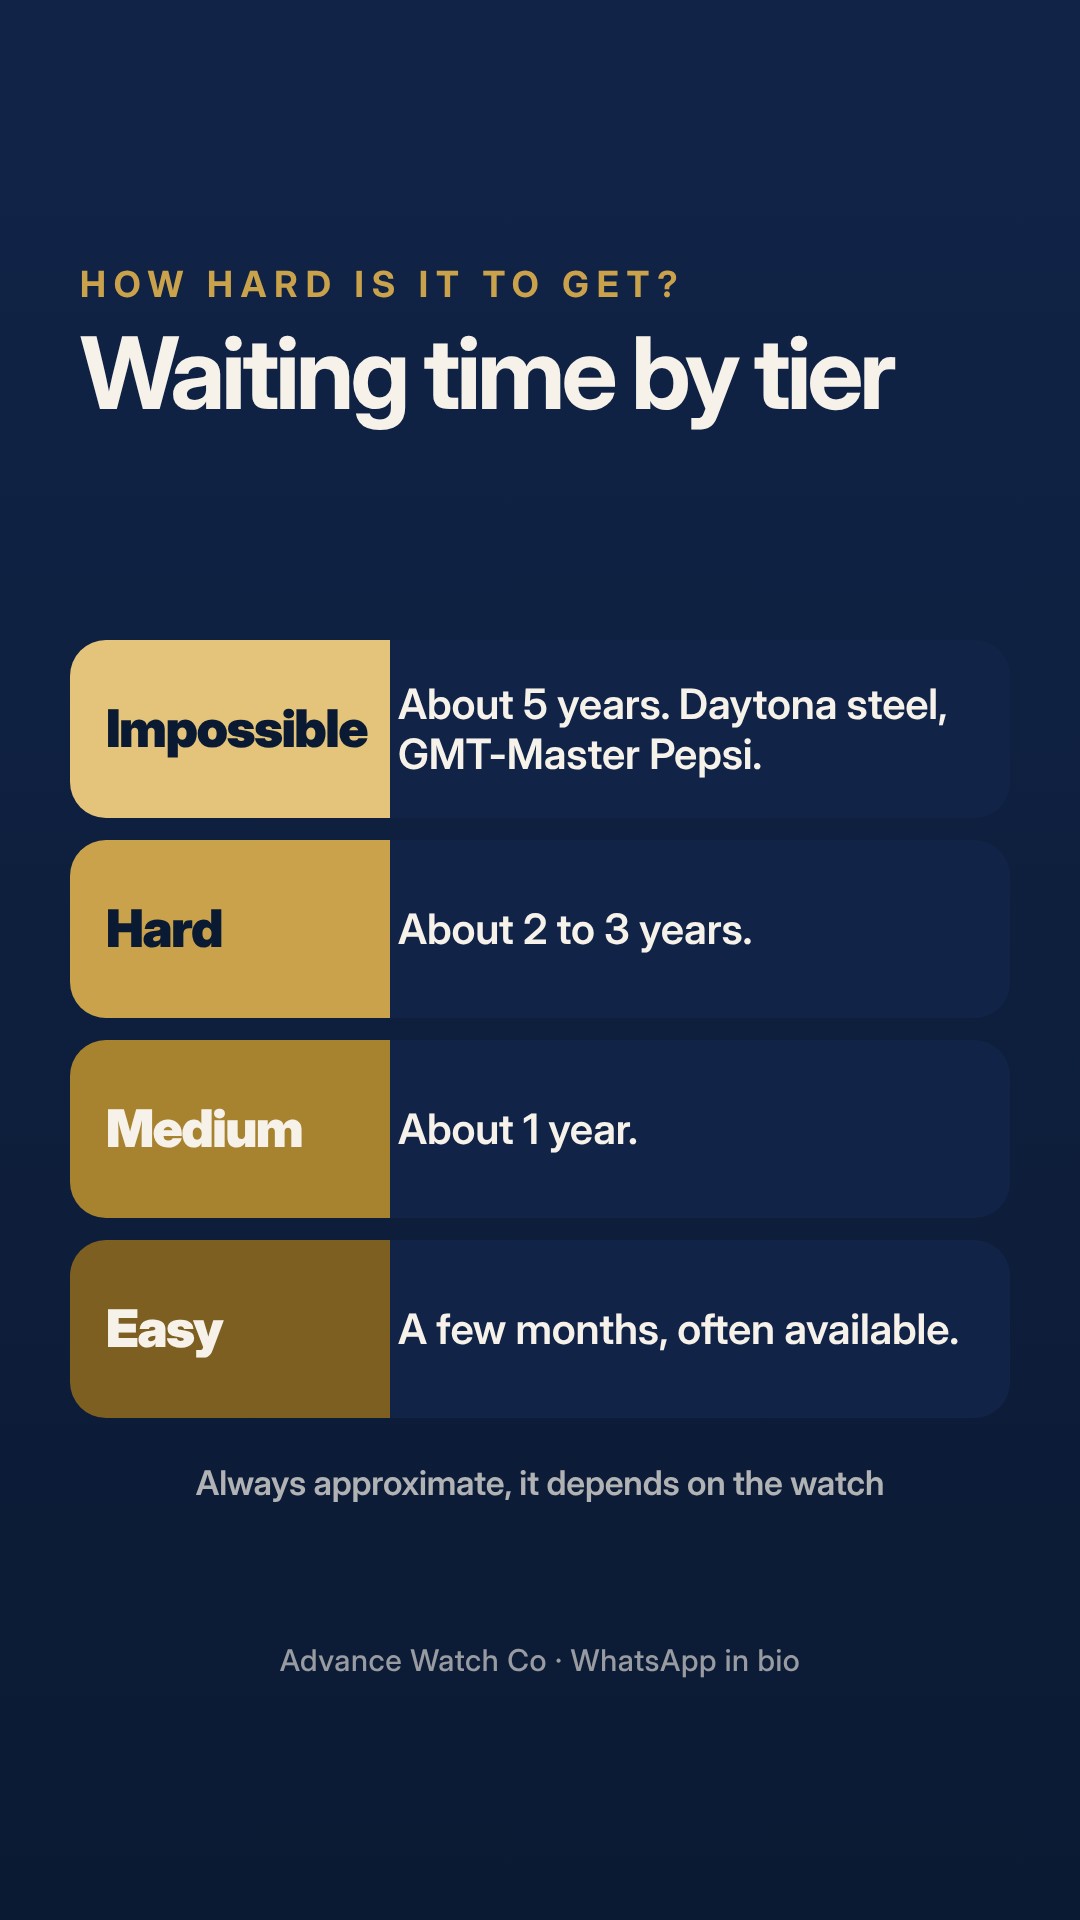 HOW HARD IS IT TO GET?
Waiting time by tier
Impossible
About 5 years. Daytona steel,
GMT-Master Pepsi.
Hard
About 2 to 3 years.
Medium
About 1 year.
Easy
A few months, often available.
Always approximate, it depends on the watch
Advance Watch Co · WhatsApp in bio